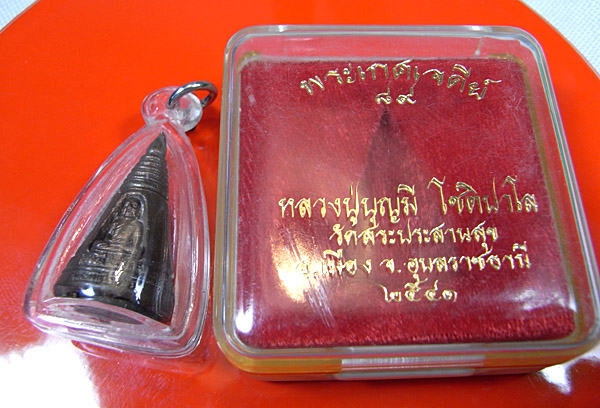 พระเกศเจดีย์
๘๙
หลวงปู่บุญมี โชติปาโล
วัดสระประสานสุข
อ.เมือง จ.อุบลราชธานี
๒๕๔๓